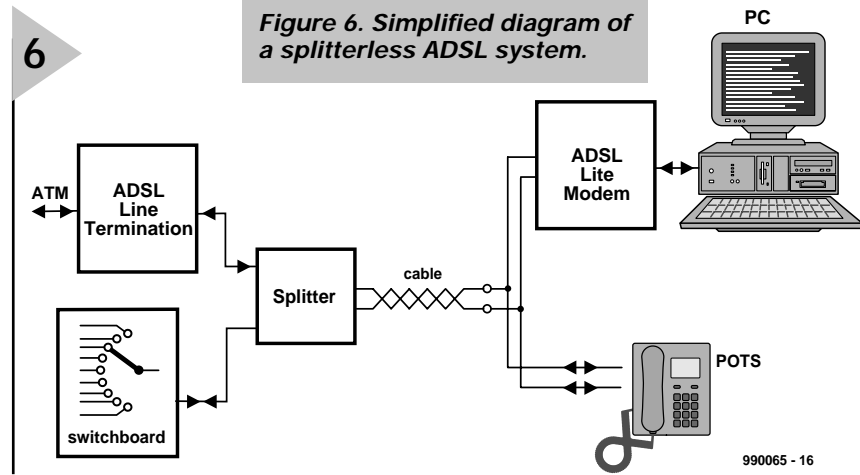 6
Figure 6. Simplified diagram of
a splitterless ADSL system.
PC
ATM
ADSL
Line
Termination
ADSL
Lite
Modem
Splitter
cable
switchboard
POTS
990065 - 16